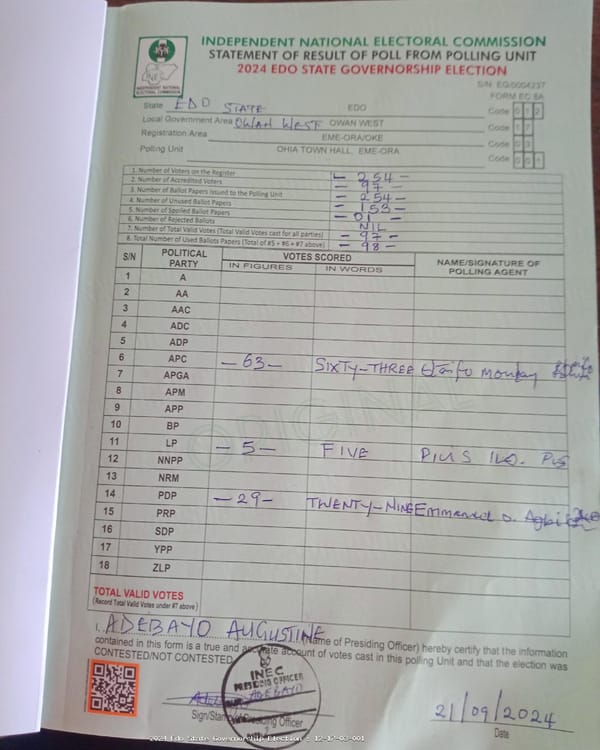 INDEPENDENT NATIONAL ELECTORAL COMMISSION
STATEMENT OF RESULT OF POLL FROM POLLING UNIT
2024 EDO STATE GOVERNORSHIP ELECTION
INDEPENDENT NATIONAL ELECTORAL COMMISSION
S/N EG/0004237
FORM EC 8A
State EDO STATE EDO Code 012
Local Government Area OWAN WEST OWAN WEST Code 17
Registration Area EME-ORA/OKE Code 03
Polling Unit OHIA TOWN HALL, EME-ORA Code 001
1. Number of Voters on the Register - 254 -
2. Number of Accredited Voters - 97 -
3. Number of Ballot Papers Issued to the Polling Unit - 254 -
4. Number of Unused Ballot Papers - 153 -
5. Number of Spoiled Ballot Papers - 01 -
6. Number of Rejected Ballots NIL
7. Number of Total Valid Votes (Total Valid Votes cast for all parties) - 97 -
8. Total Number of Used Ballots Papers (Total of #5 + #6 + #7 above) - 98 -
S/N POLITICAL PARTY VOTES SCORED NAME/SIGNATURE OF POLLING AGENT
IN FIGURES IN WORDS
1 A
2 AA
3 AAC
4 ADC
5 ADP
6 APC - 63 - SIXTY-THREE Monday
7 APGA
8 APM
9 APP
10 BP
11 LP - 5 - FIVE PIUS
12 NNPP
13 NRM
14 PDP - 29 - TWENTY-NINE Emmanuel O.
15 PRP
16 SDP
17 YPP
18 ZLP
ORIGINAL
TOTAL VALID VOTES
(Record Total Valid Votes under #7 above)
I, ADEBAYO AUGUSTINE (Name of Presiding Officer) hereby certify that the information
contained in this form is a true and accurate account of votes cast in this polling Unit and that the election was
CONTESTED/NOT CONTESTED
INEC
PRESIDING OFFICER
ADEBAYO
Sign/Stamp of Presiding Officer
21/09/2024
Date
2024 Edo State Governorship Election - 12-17-03-001